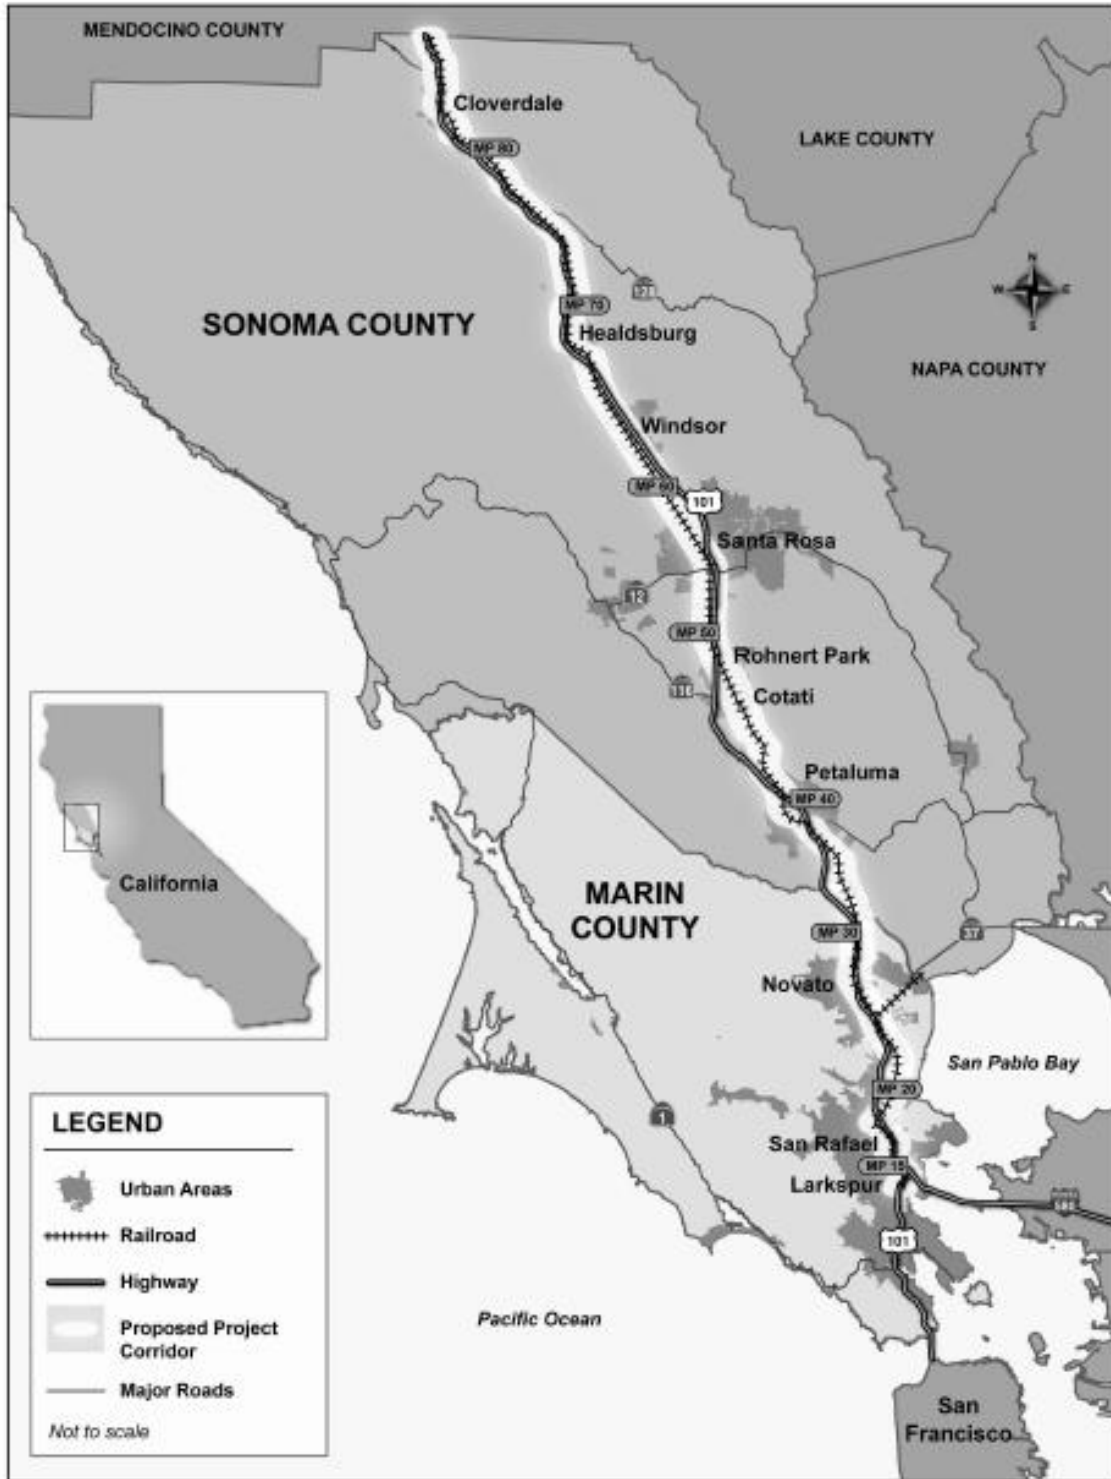 MENDOCINO COUNTY
Cloverdale
MP 80
LAKE COUNTY
N
W
E
S
MP 70
SONOMA COUNTY
Healdsburg
NAPA COUNTY
Windsor
MP 60
101
Santa Rosa
12
MP 50
Rohnert Park
Cotati
Petaluma
MP 40
California
MARIN
COUNTY
MP 30
37
Novato
San Pablo Bay
MP 20
1
San Rafael
MP 15
Larkspur
101
Pacific Ocean
San
Francisco
LEGEND
Urban Areas
Railroad
Highway
Proposed Project
Corridor
Major Roads
Not to scale